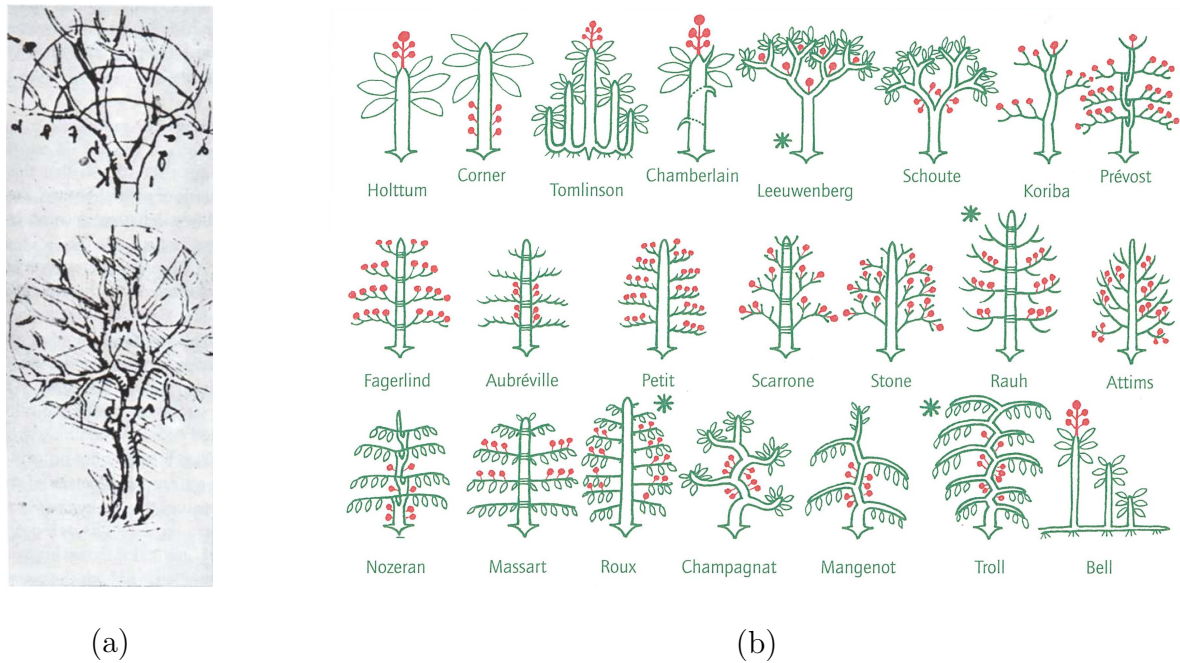 Holttum
Corner
Tomlinson
Chamberlain
Leeuwenberg
Schoute
Koriba
Prévost
Fagerlind
Aubréville
Petit
Scarrone
Stone
Rauh
Attims
Nozeran
Massart
Roux
Champagnat
Mangenot
Troll
Bell
(a)
(b)